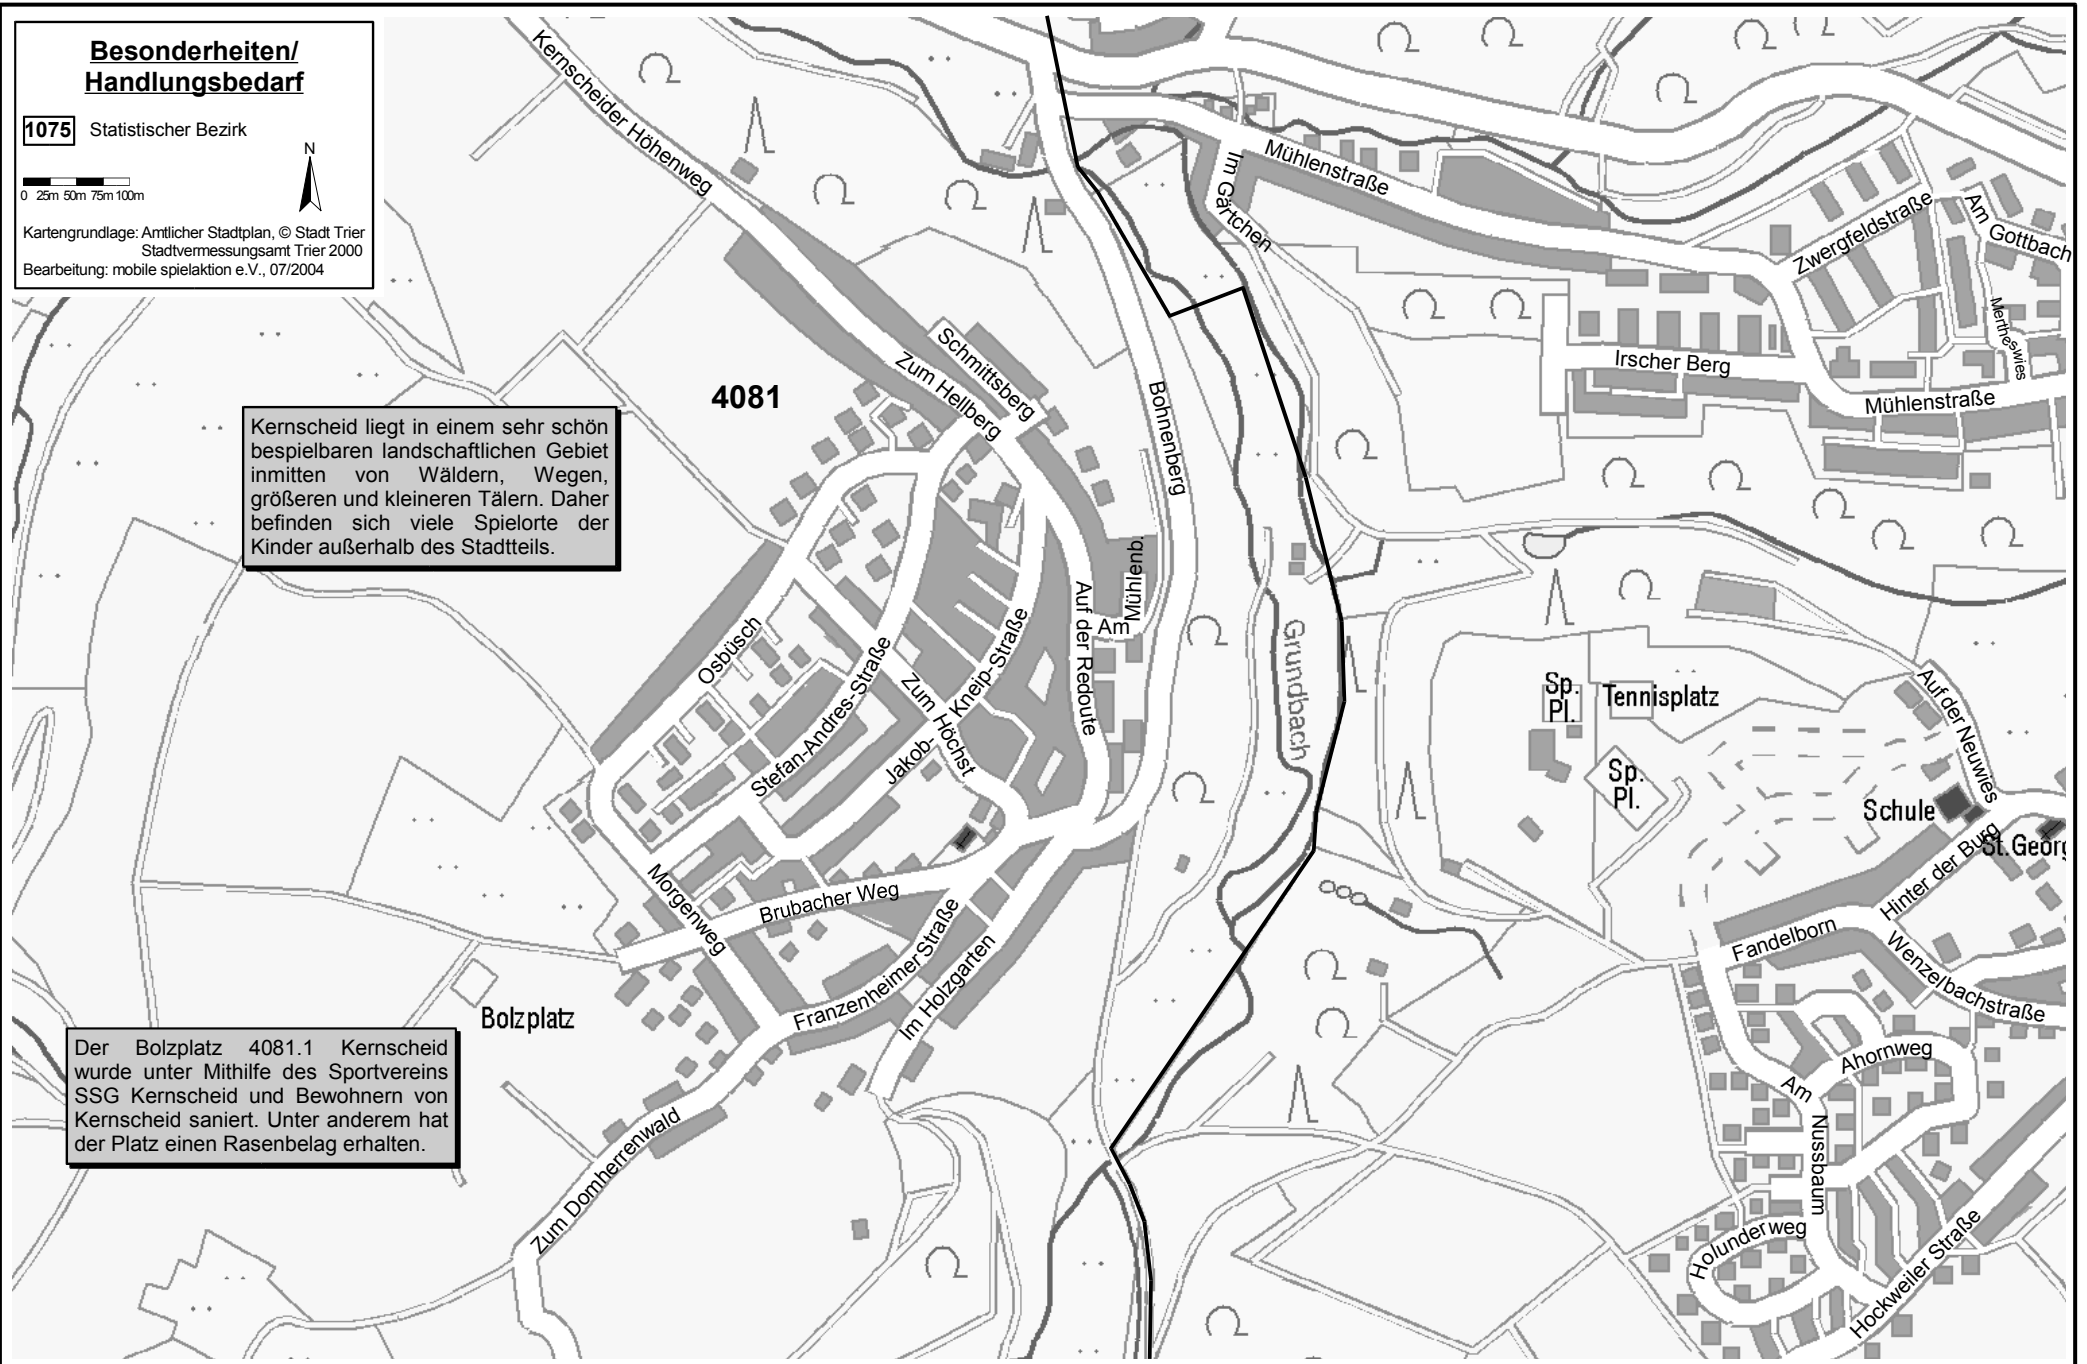 Besonderheiten/
Handlungsbedarf
1075 Statistischer Bezirk
N
0 25m 50m 75m 100m
Kartengrundlage: Amtlicher Stadtplan, © Stadt Trier
Stadtvermessungsamt Trier 2000
Bearbeitung: mobile spielaktion e.V., 07/2004
Kernscheider Höhenweg
Mühlenstraße
Im Gärtchen
Zwergfeldstraße
Am
Gottbach
Mertheswies
Irscher Berg
Mühlenstraße
Schmittsberg
Zum Hellberg
4081
Bohnenberg
Kernscheid liegt in einem sehr schön
bespielbaren landschaftlichen Gebiet
inmitten von Wäldern, Wegen,
größeren und kleineren Tälern. Daher
befinden sich viele Spielorte der
Kinder außerhalb des Stadtteils.
Am
Mühlenb.
Auf der Redoute
Osbüsch
Stefan-Andres-Straße
Zum Höchst
Jakob-Kneip-Straße
Grundbach
Sp.
Pl.
Tennisplatz
Sp.
Pl.
Auf der Neuwies
Schule
St.Georg
Hinter der Burg
Fandelborn
Wenzelbachstraße
Morgenweg
Brubacher Weg
Franzenheimer Straße
Im Holzgarten
Bolzplatz
Der Bolzplatz 4081.1 Kernscheid
wurde unter Mithilfe des Sportvereins
SSG Kernscheid und Bewohnern von
Kernscheid saniert. Unter anderem hat
der Platz einen Rasenbelag erhalten.
Zum Domherrenwald
Ahornweg
Am
Nussbaum
Holunderweg
Hockweiler Straße